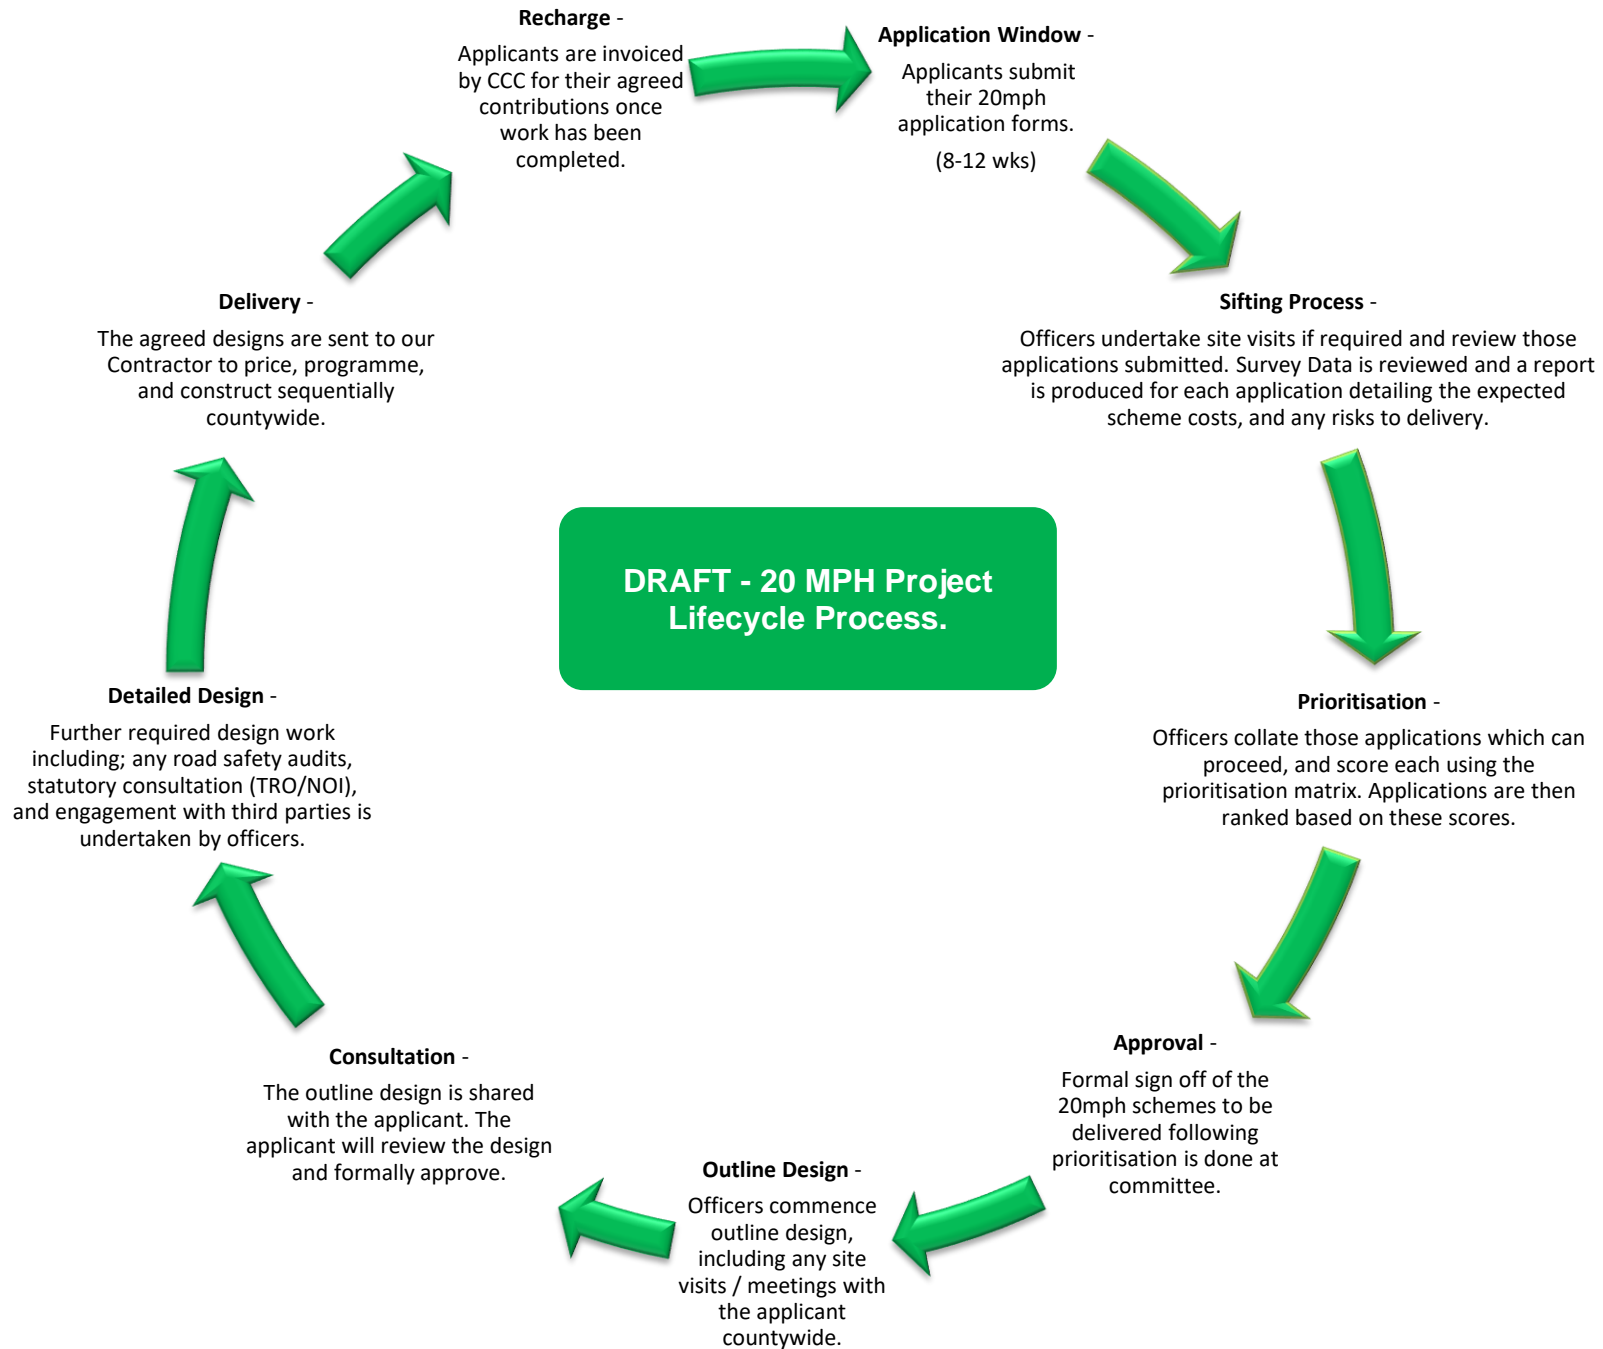 Recharge -
Applicants are invoiced
by CCC for their agreed
contributions once
work has been
completed.
Application Window -
Applicants submit
their 20mph
application forms.
(8-12 wks)
Sifting Process -
Officers undertake site visits if required and review those
applications submitted. Survey Data is reviewed and a report
is produced for each application detailing the expected
scheme costs, and any risks to delivery.
Prioritisation -
Officers collate those applications which can
proceed, and score each using the
prioritisation matrix. Applications are then
ranked based on these scores.
Approval -
Formal sign off of the
20mph schemes to be
delivered following
prioritisation is done at
committee.
Outline Design -
Officers commence
outline design,
including any site
visits / meetings with
the applicant
countywide.
Consultation -
The outline design is shared
with the applicant. The
applicant will review the design
and formally approve.
Detailed Design -
Further required design work
including; any road safety audits,
statutory consultation (TRO/NOI),
and engagement with third parties is
undertaken by officers.
Delivery -
The agreed designs are sent to our
Contractor to price, programme,
and construct sequentially
countywide.
DRAFT - 20 MPH Project
Lifecycle Process.